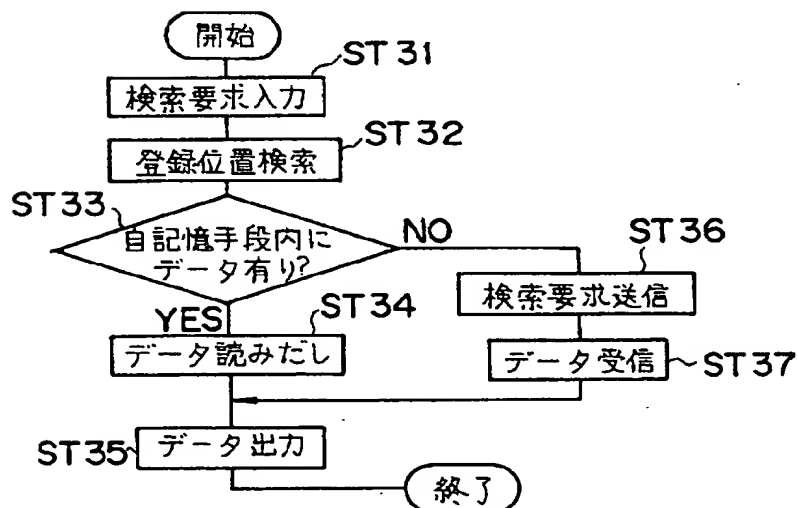 開始
ST31
検索要求入力
ST32
登録位置検索
ST33
自記憶手段内に
データ有り?
NO
ST36
検索要求送信
YES
ST34
データ読みだし
データ受信
ST37
ST35
データ出力
終了